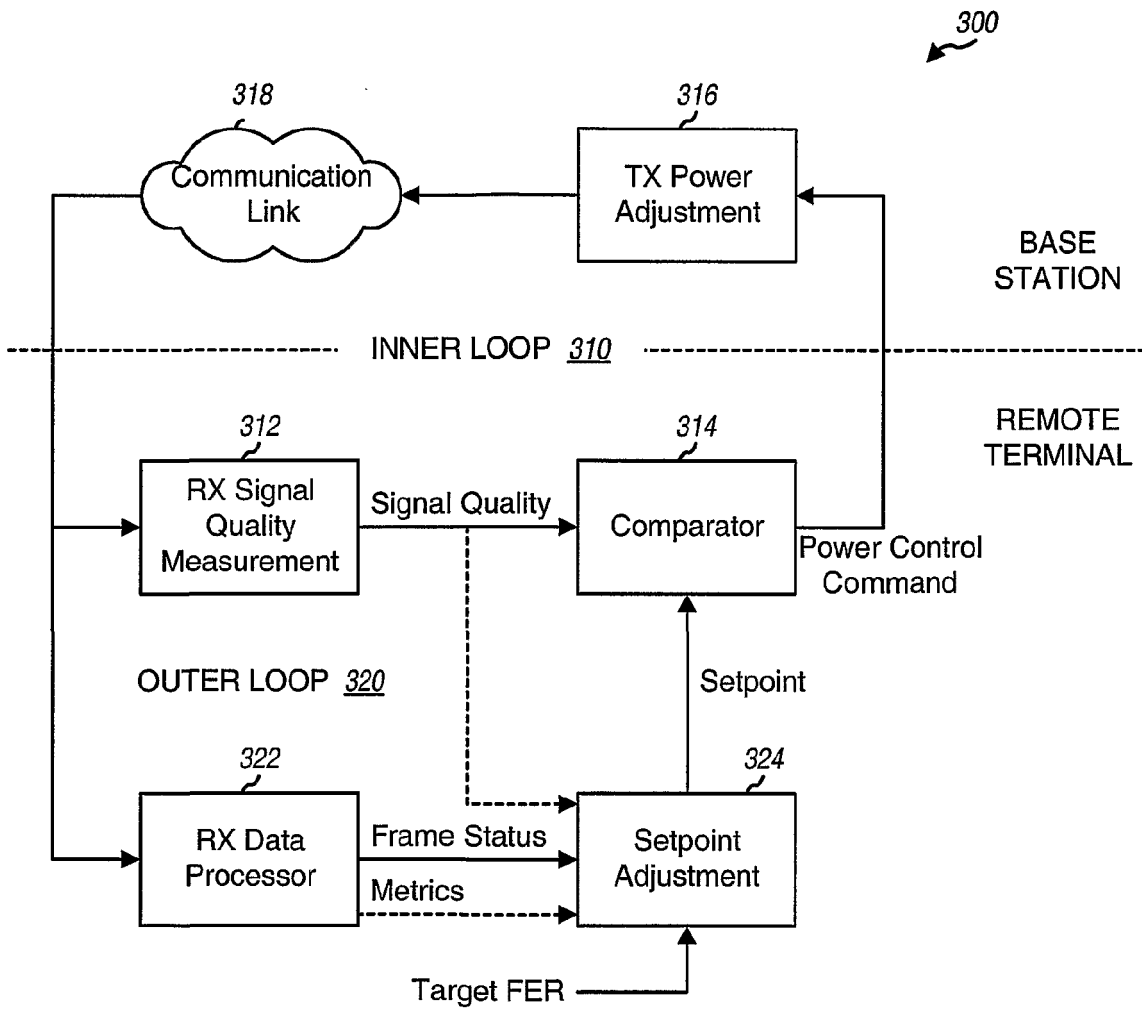 300
318
316
Communication
Link
TX Power
Adjustment
BASE
STATION
INNER LOOP 310
REMOTE
TERMINAL
312
314
RX Signal
Quality
Measurement
Signal Quality
Comparator
Power Control
Command
OUTER LOOP 320
Setpoint
322
324
RX Data
Processor
Frame Status
Metrics
Setpoint
Adjustment
Target FER